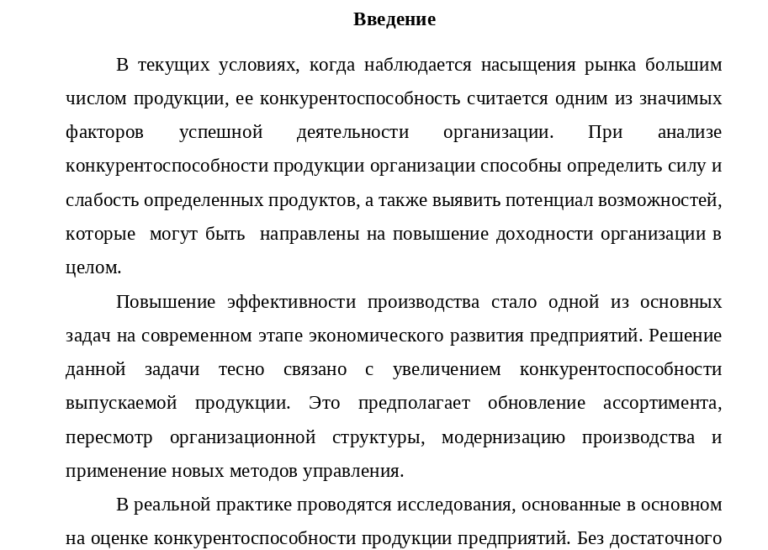 Введение
В текущих условиях, когда наблюдается насыщения рынка большим
числом продукции, ее конкурентоспособность считается одним из значимых
факторов успешной деятельности организации. При анализе
конкурентоспособности продукции организации способны определить силу и
слабость определенных продуктов, а также выявить потенциал возможностей,
которые могут быть направлены на повышение доходности организации в
целом.
Повышение эффективности производства стало одной из основных
задач на современном этапе экономического развития предприятий. Решение
данной задачи тесно связано с увеличением конкурентоспособности
выпускаемой продукции. Это предполагает обновление ассортимента,
пересмотр организационной структуры, модернизацию производства и
применение новых методов управления.
В реальной практике проводятся исследования, основанные в основном
на оценке конкурентоспособности продукции предприятий. Без достаточного